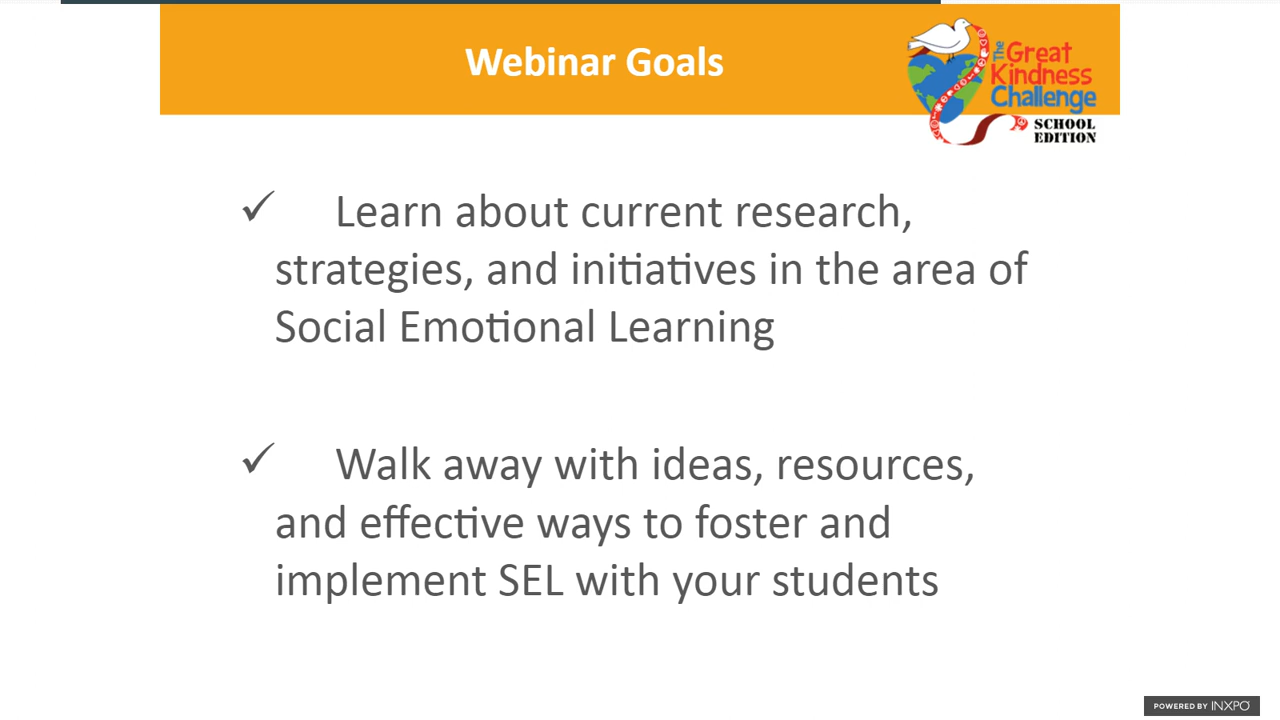 Webinar Goals
The Great
Kindness
Challenge
SCHOOL
EDITION
✓ Learn about current research,
strategies, and initiatives in the area of
Social Emotional Learning
✓ Walk away with ideas, resources,
and effective ways to foster and
implement SEL with your students
POWERED BY INXPO